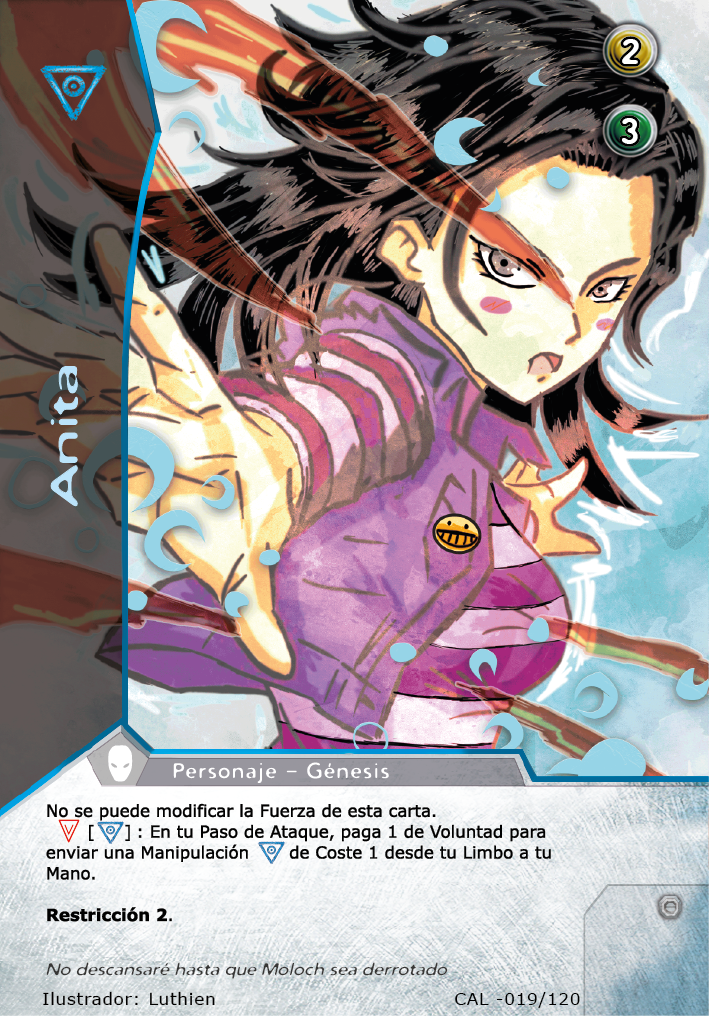 2
3
Anita
Personaje – Génesis
No se puede modificar la Fuerza de esta carta.
[ ] : En tu Paso de Ataque, paga 1 de Voluntad para
enviar una Manipulación de Coste 1 desde tu Limbo a tu
Mano.
Restricción 2.
No descansaré hasta que Moloch sea derrotado
Ilustrador: Luthien
CAL -019/120